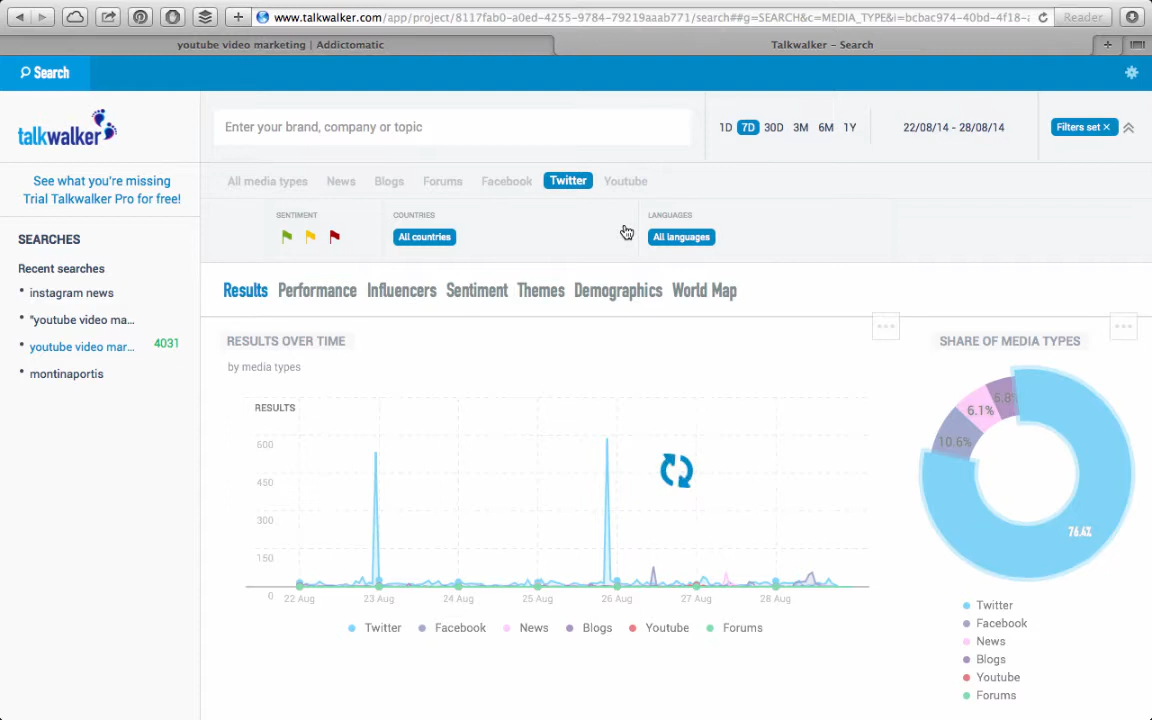 www.talkwalker.com/app/project/8117fab0-a0ed-4255-9784-79219aaab771/search##g=SEARCH&c=MEDIA_TYPE&i=bcbac974-40bd-4f18-
Reader
youtube video marketing | Addictomatic
Talkwalker – Search
Search
talkwalker
Enter your brand, company or topic
1D 7D 30D 3M 6M 1Y
22/08/14 - 28/08/14
Filters set ×
See what you're missing
Trial Talkwalker Pro for free!
All media types News Blogs Forums Facebook Twitter Youtube
SENTIMENT COUNTRIES LANGUAGES
All countries All languages
SEARCHES
Recent searches
instagram news
"youtube video ma...
youtube video mar... 4031
montinaportis
Results Performance Influencers Sentiment Themes Demographics World Map
RESULTS OVER TIME
by media types
RESULTS
600
450
300
150
0
22 Aug 23 Aug 24 Aug 25 Aug 26 Aug 27 Aug 28 Aug
Twitter Facebook News Blogs Youtube Forums
SHARE OF MEDIA TYPES
5.8%
6.1%
10.6%
76.4%
Twitter
Facebook
News
Blogs
Youtube
Forums